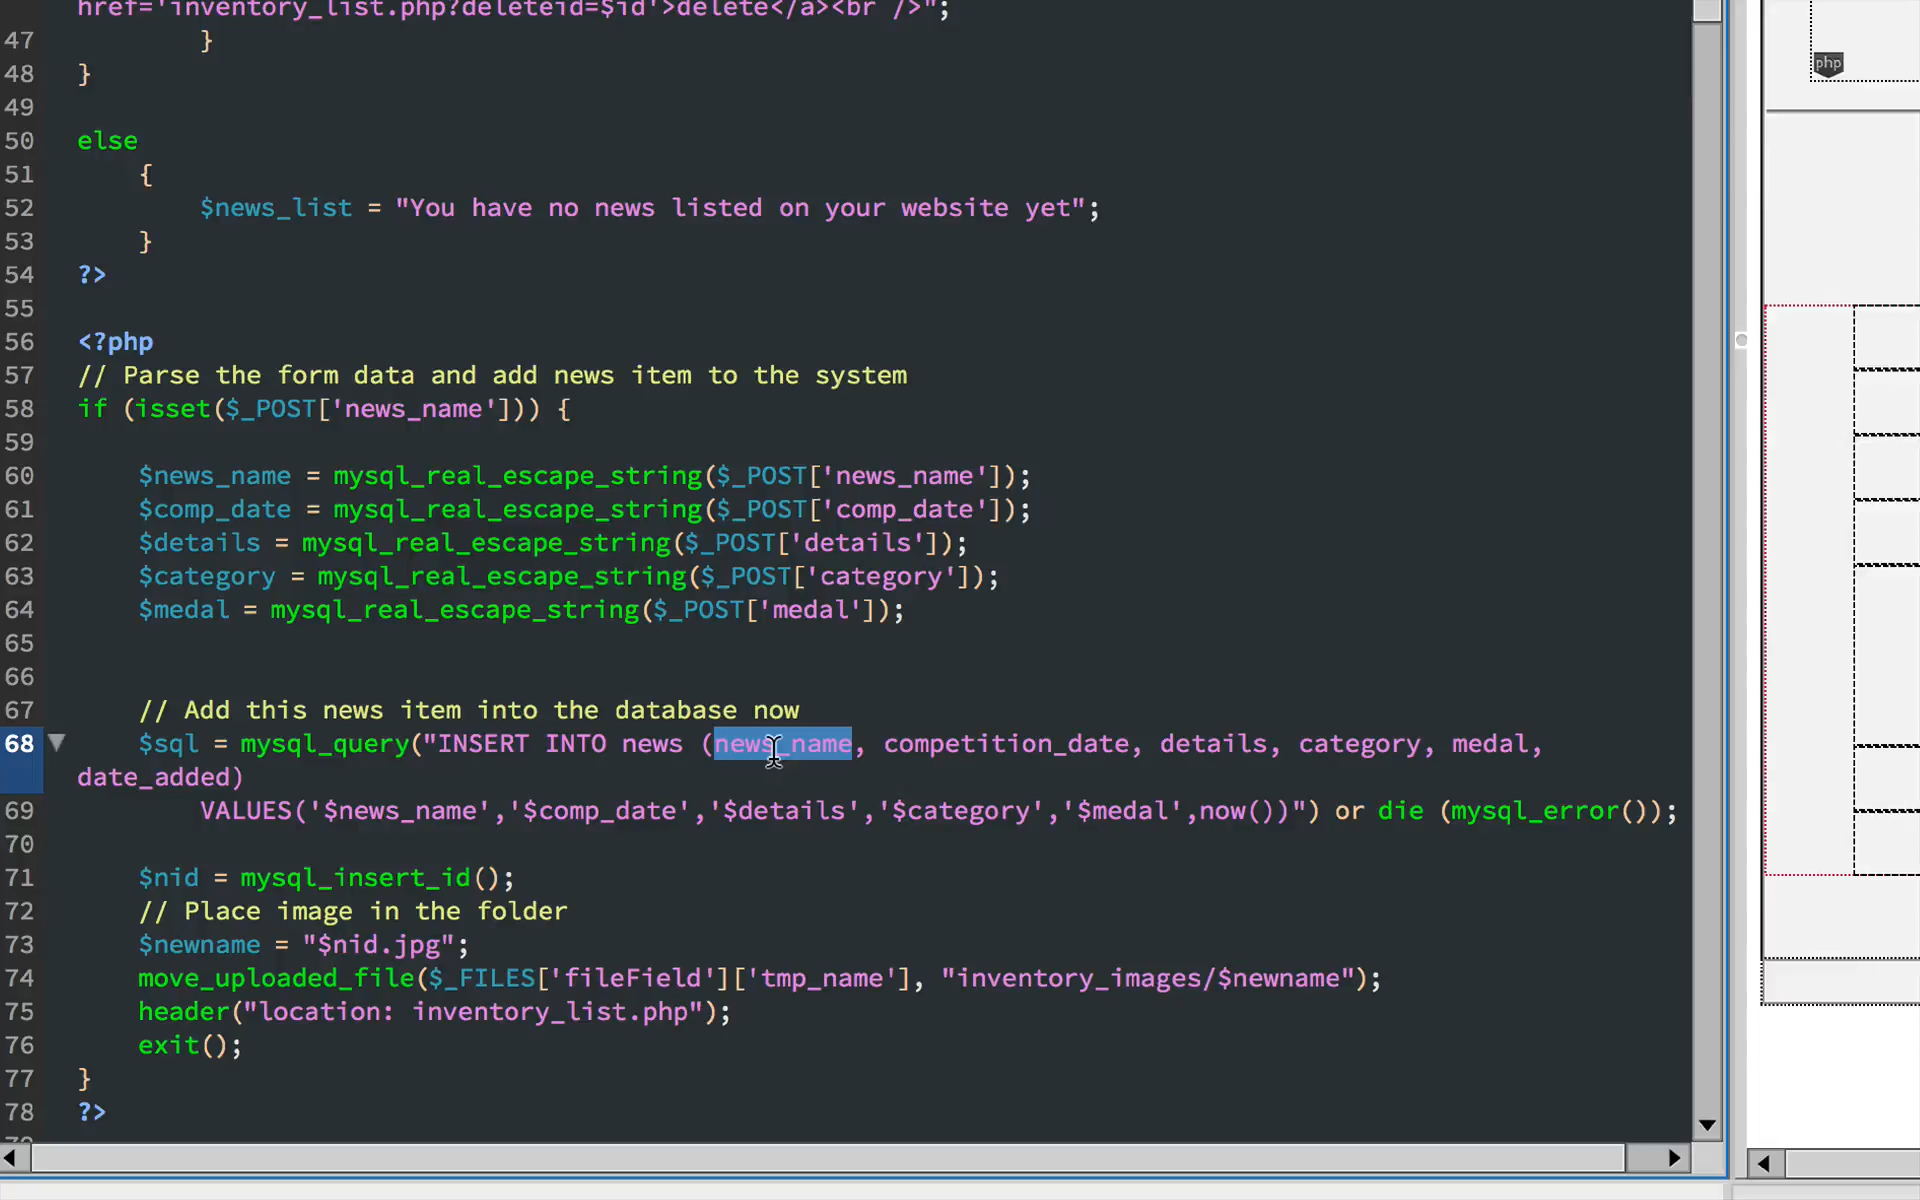 href='inventory_list.php?deleteid=$id'>delete</a><br />";
47 }
48 }
49
50 else
51 {
52 $news_list = "You have no news listed on your website yet";
53 }
54 ?>
55
56 <?php
57 // Parse the form data and add news item to the system
58 if (isset($_POST['news_name'])) {
59
60 $news_name = mysql_real_escape_string($_POST['news_name']);
61 $comp_date = mysql_real_escape_string($_POST['comp_date']);
62 $details = mysql_real_escape_string($_POST['details']);
63 $category = mysql_real_escape_string($_POST['category']);
64 $medal = mysql_real_escape_string($_POST['medal']);
65
66
67 // Add this news item into the database now
68 $sql = mysql_query("INSERT INTO news (news_name, competition_date, details, category, medal,
date_added)
69 VALUES('$news_name','$comp_date','$details','$category','$medal',now())") or die (mysql_error());
70
71 $nid = mysql_insert_id();
72 // Place image in the folder
73 $newname = "$nid.jpg";
74 move_uploaded_file($_FILES['fileField']['tmp_name'], "inventory_images/$newname");
75 header("location: inventory_list.php");
76 exit();
77 }
78 ?>
php